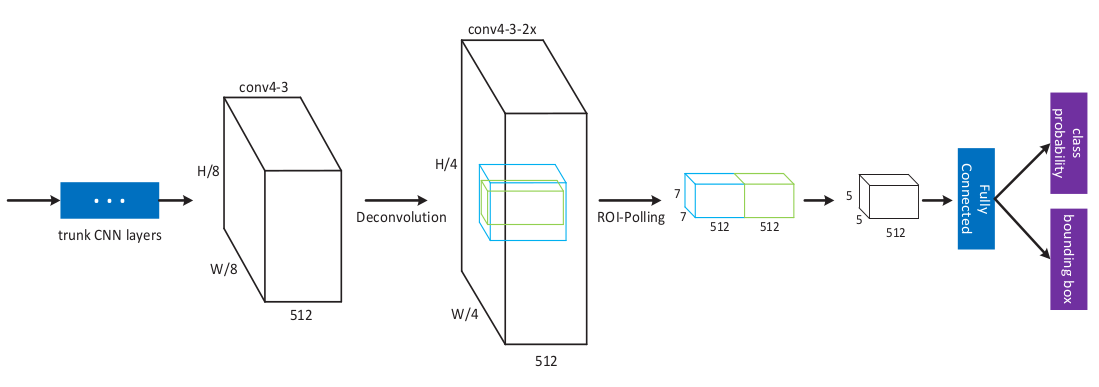 • • •
trunk CNN layers
conv4-3
H/8
W/8
512
Deconvolution
conv4-3-2x
H/4
W/4
512
ROI-Polling
7
7
512
512
5
5
512
Fully
Connected
class
probability
bounding box